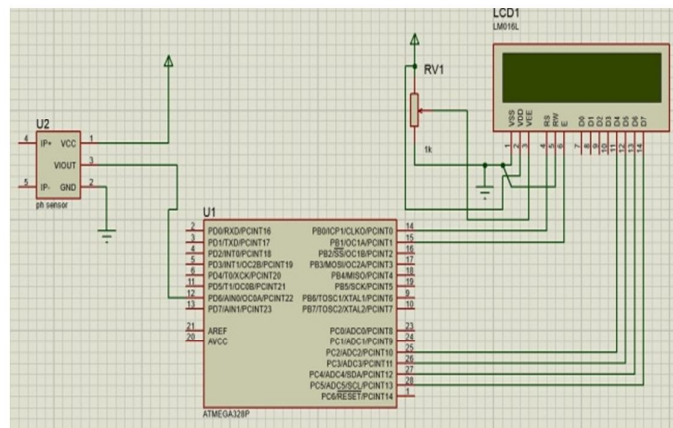 LCD1
LM016L
RV1
1k
VSS
VDD
VEE
RS
RW
E
D0
D1
D2
D3
D4
D5
D6
D7
1
2
3
4
5
6
7
8
9
10
11
12
13
14
U2
4 IP+ VCC 1
VIOUT 3
5 IP- GND 2
ph sensor
U1
2 PD0/RXD/PCINT16 PB0/ICP1/CLKO/PCINT0 14
3 PD1/TXD/PCINT17 PB1/OC1A/PCINT1 15
4 PD2/INT0/PCINT18 PB2/SS/OC1B/PCINT2 16
5 PD3/INT1/OC2B/PCINT19 PB3/MOSI/OC2A/PCINT3 17
6 PD4/T0/XCK/PCINT20 PB4/MISO/PCINT4 18
11 PD5/T1/OC0B/PCINT21 PB5/SCK/PCINT5 19
12 PD6/AIN0/OC0A/PCINT22 PB6/TOSC1/XTAL1/PCINT6 9
13 PD7/AIN1/PCINT23 PB7/TOSC2/XTAL2/PCINT7 10
21 AREF PC0/ADC0/PCINT8 23
20 AVCC PC1/ADC1/PCINT9 24
PC2/ADC2/PCINT10 25
PC3/ADC3/PCINT11 26
PC4/ADC4/SDA/PCINT12 27
PC5/ADC5/SCL/PCINT13 28
PC6/RESET/PCINT14 1
ATMEGA328P